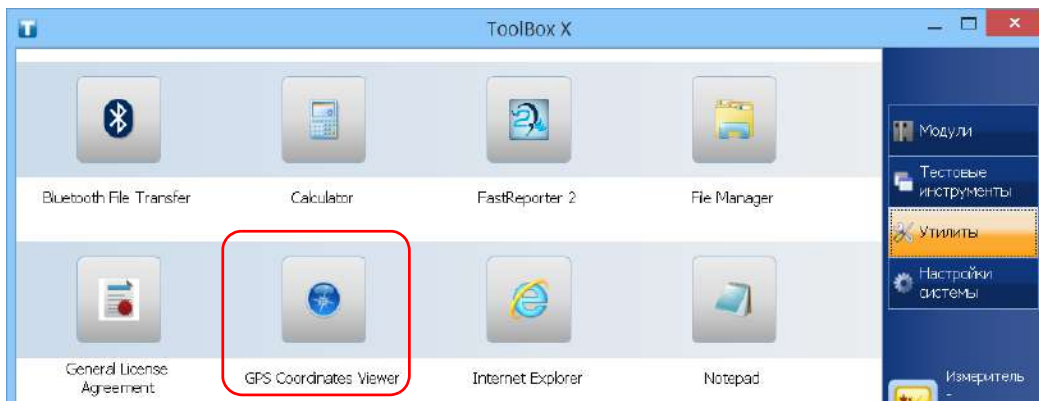 ToolBox X
Bluetooth File Transfer
Calculator
FastReporter 2
File Manager
General License
Agreement
GPS Coordinates Viewer
Internet Explorer
Notepad
Модули
Тестовые
инструменты
Утилиты
Настройки
системы
Измеритель
-